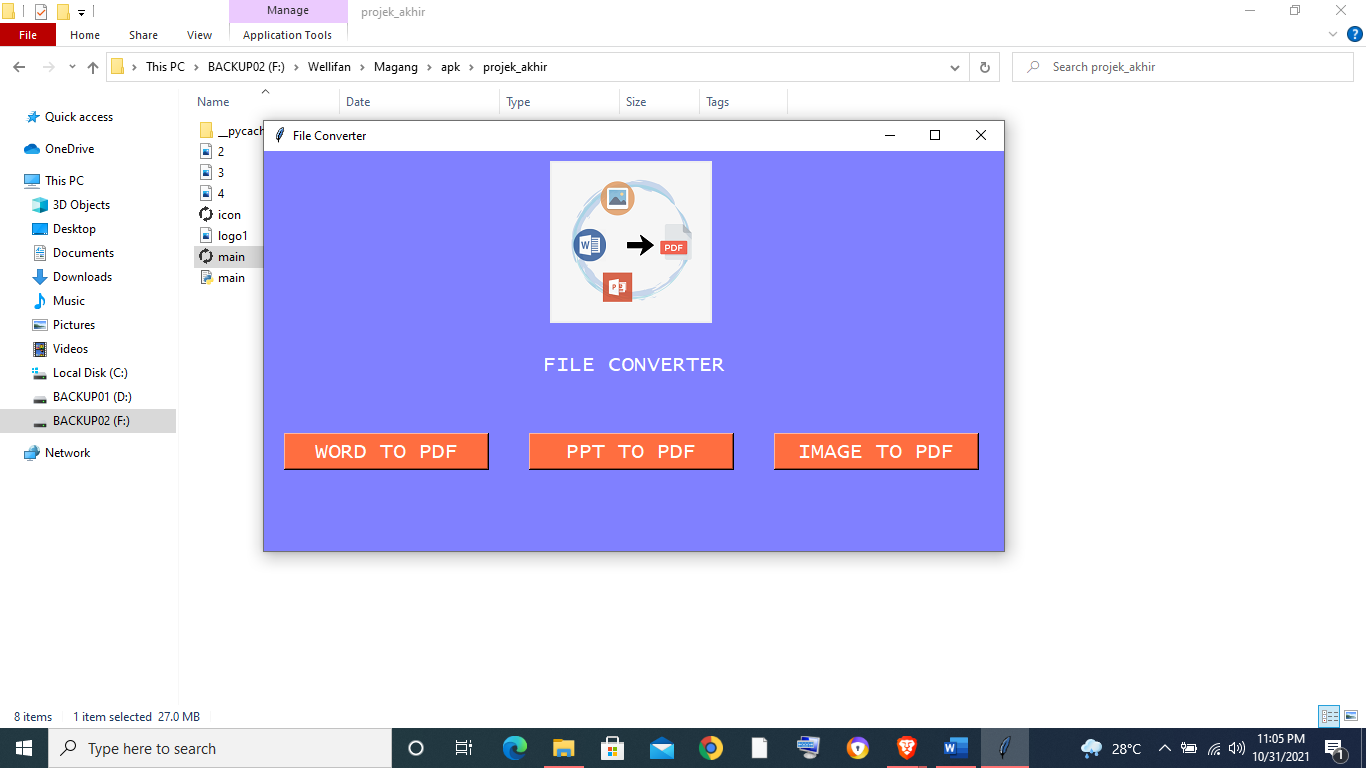 Manage
projek_akhir
File
Home
Share
View
Application Tools
This PC
BACKUP02 (F:)
Wellifan
Magang
apk
projek_akhir
Search projek_akhir
Name
Date
Type
Size
Tags
Quick access
OneDrive
This PC
3D Objects
Desktop
Documents
Downloads
Music
Pictures
Videos
Local Disk (C:)
BACKUP01 (D:)
BACKUP02 (F:)
Network
__pycach
2
3
4
icon
logo1
main
main
File Converter
W
PDF
P
FILE CONVERTER
WORD TO PDF
PPT TO PDF
IMAGE TO PDF
8 items
1 item selected 27.0 MB
Type here to search
28°C
11:05 PM
10/31/2021
1